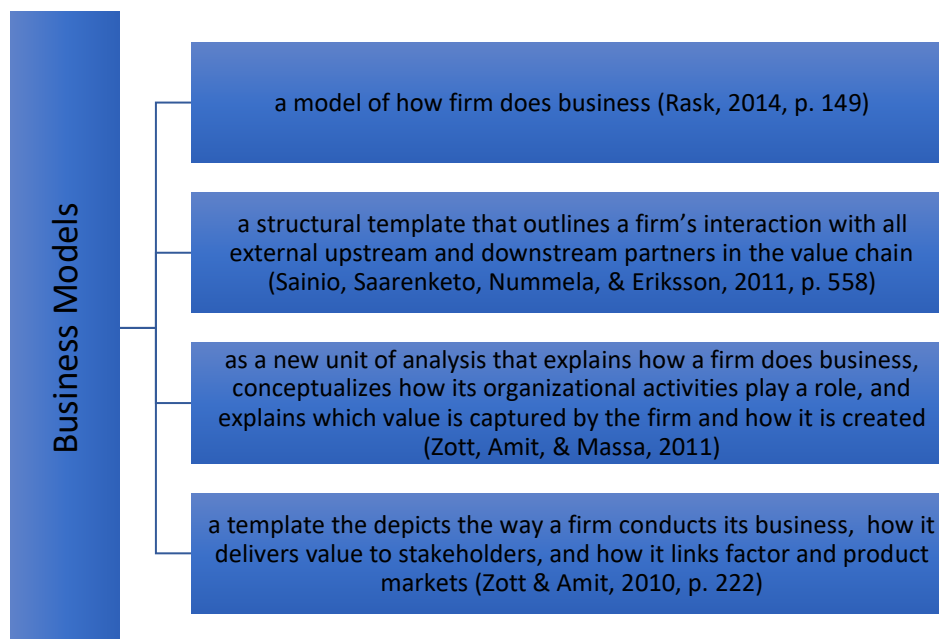 Business Models
a model of how firm does business (Rask, 2014, p. 149)
a structural template that outlines a firm’s interaction with all
external upstream and downstream partners in the value chain
(Sainio, Saarenketo, Nummela, & Eriksson, 2011, p. 558)
as a new unit of analysis that explains how a firm does business,
conceptualizes how its organizational activities play a role, and
explains which value is captured by the firm and how it is created
(Zott, Amit, & Massa, 2011)
a template the depicts the way a firm conducts its business, how it
delivers value to stakeholders, and how it links factor and product
markets (Zott & Amit, 2010, p. 222)